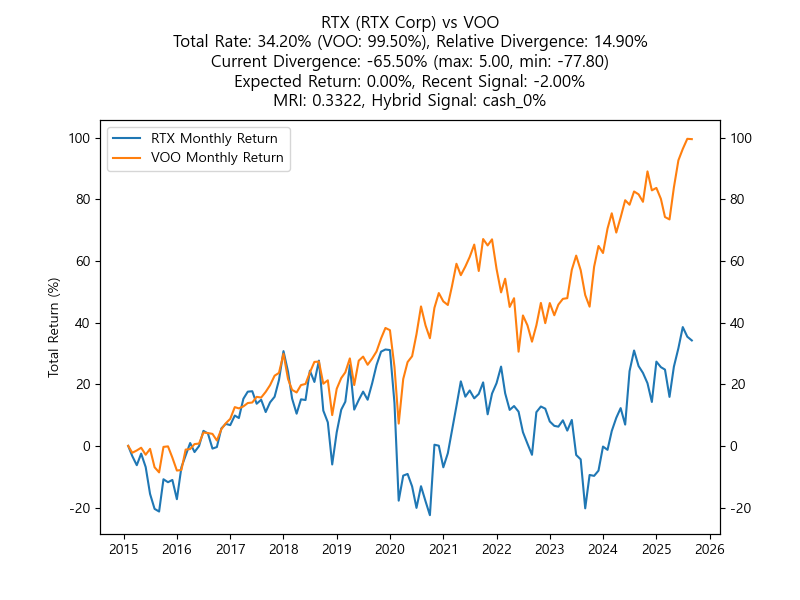 RTX (RTX Corp) vs VOO
Total Rate: 34.20% (VOO: 99.50%), Relative Divergence: 14.90%
Current Divergence: -65.50% (max: 5.00, min: -77.80)
Expected Return: 0.00%, Recent Signal: -2.00%
MRI: 0.3322, Hybrid Signal: cash_0%
RTX Monthly Return
VOO Monthly Return
Total Return (%)
100
80
60
40
20
0
-20
100
80
60
40
20
0
-20
2015 2016 2017 2018 2019 2020 2021 2022 2023 2024 2025 2026